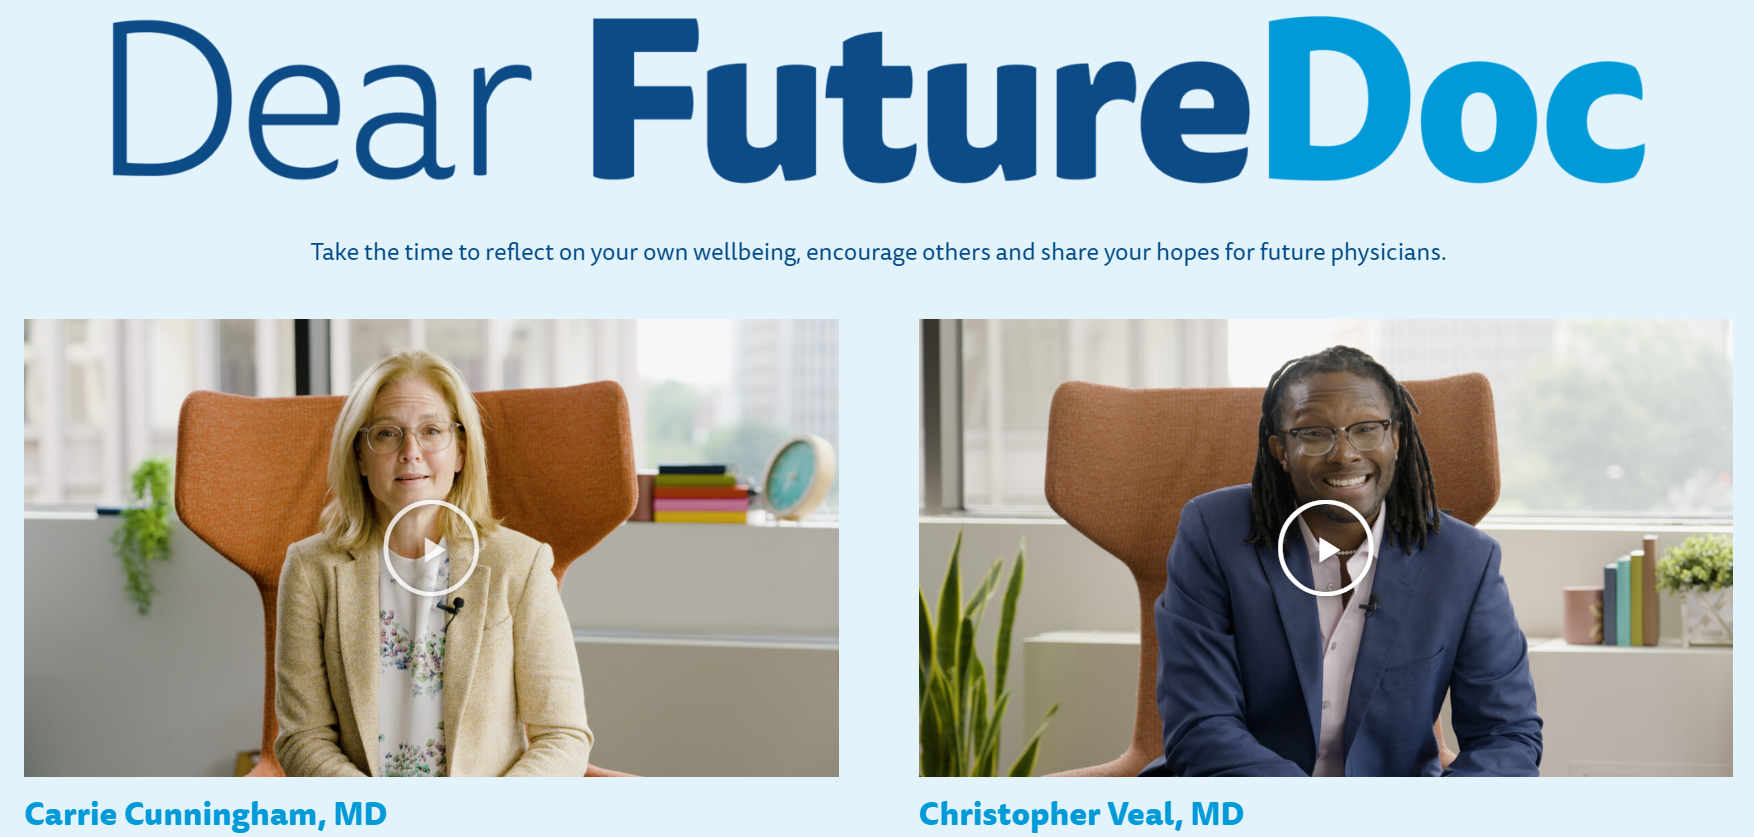 Dear FutureDoc
Take the time to reflect on your own wellbeing, encourage others and share your hopes for future physicians.
Carrie Cunningham, MD
Christopher Veal, MD